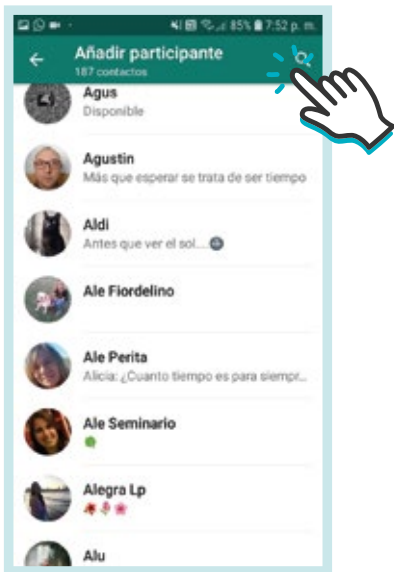 85% 7:52 p. m.
Añadir participante
187 contactos
Agus
Disponible
Agustin
Más que esperar se trata de ser tiempo
Aldi
Antes que ver el sol....
Ale Fiordelino
Ale Perita
Alicia: ¿Cuanto tiempo es para siempr...
Ale Seminario
Alegra Lp
Alu